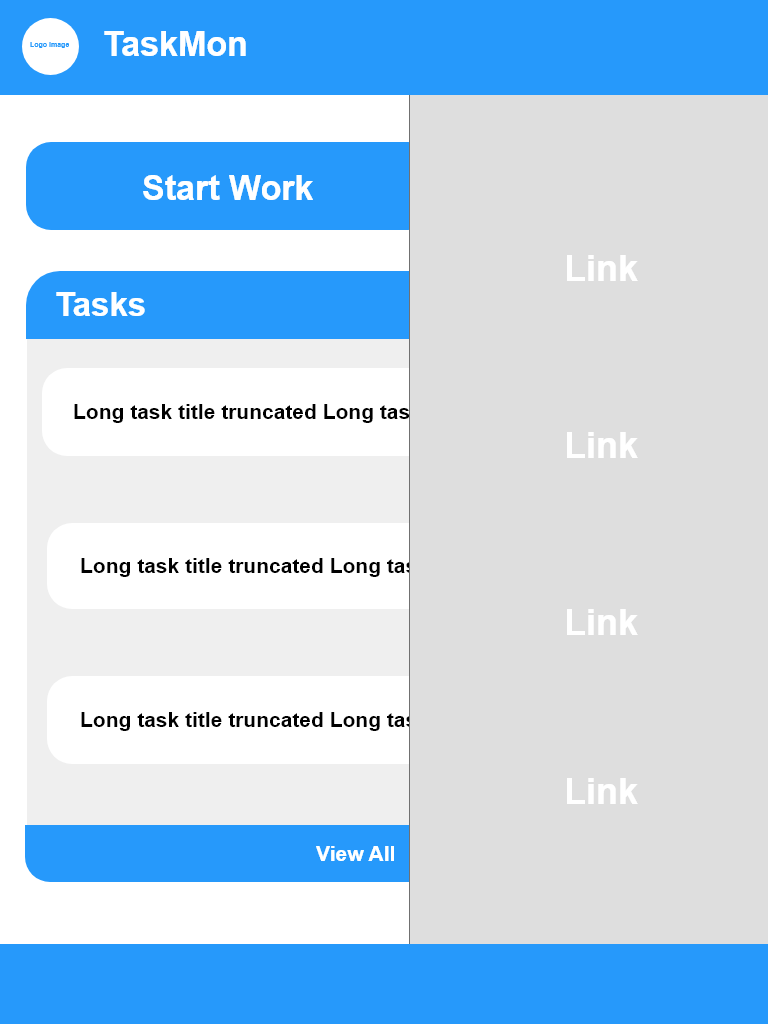 Logo Image
TaskMon
Start Work
Tasks
Long task title truncated Long tas
Long task title truncated Long tas
Long task title truncated Long tas
View All
Link
Link
Link
Link